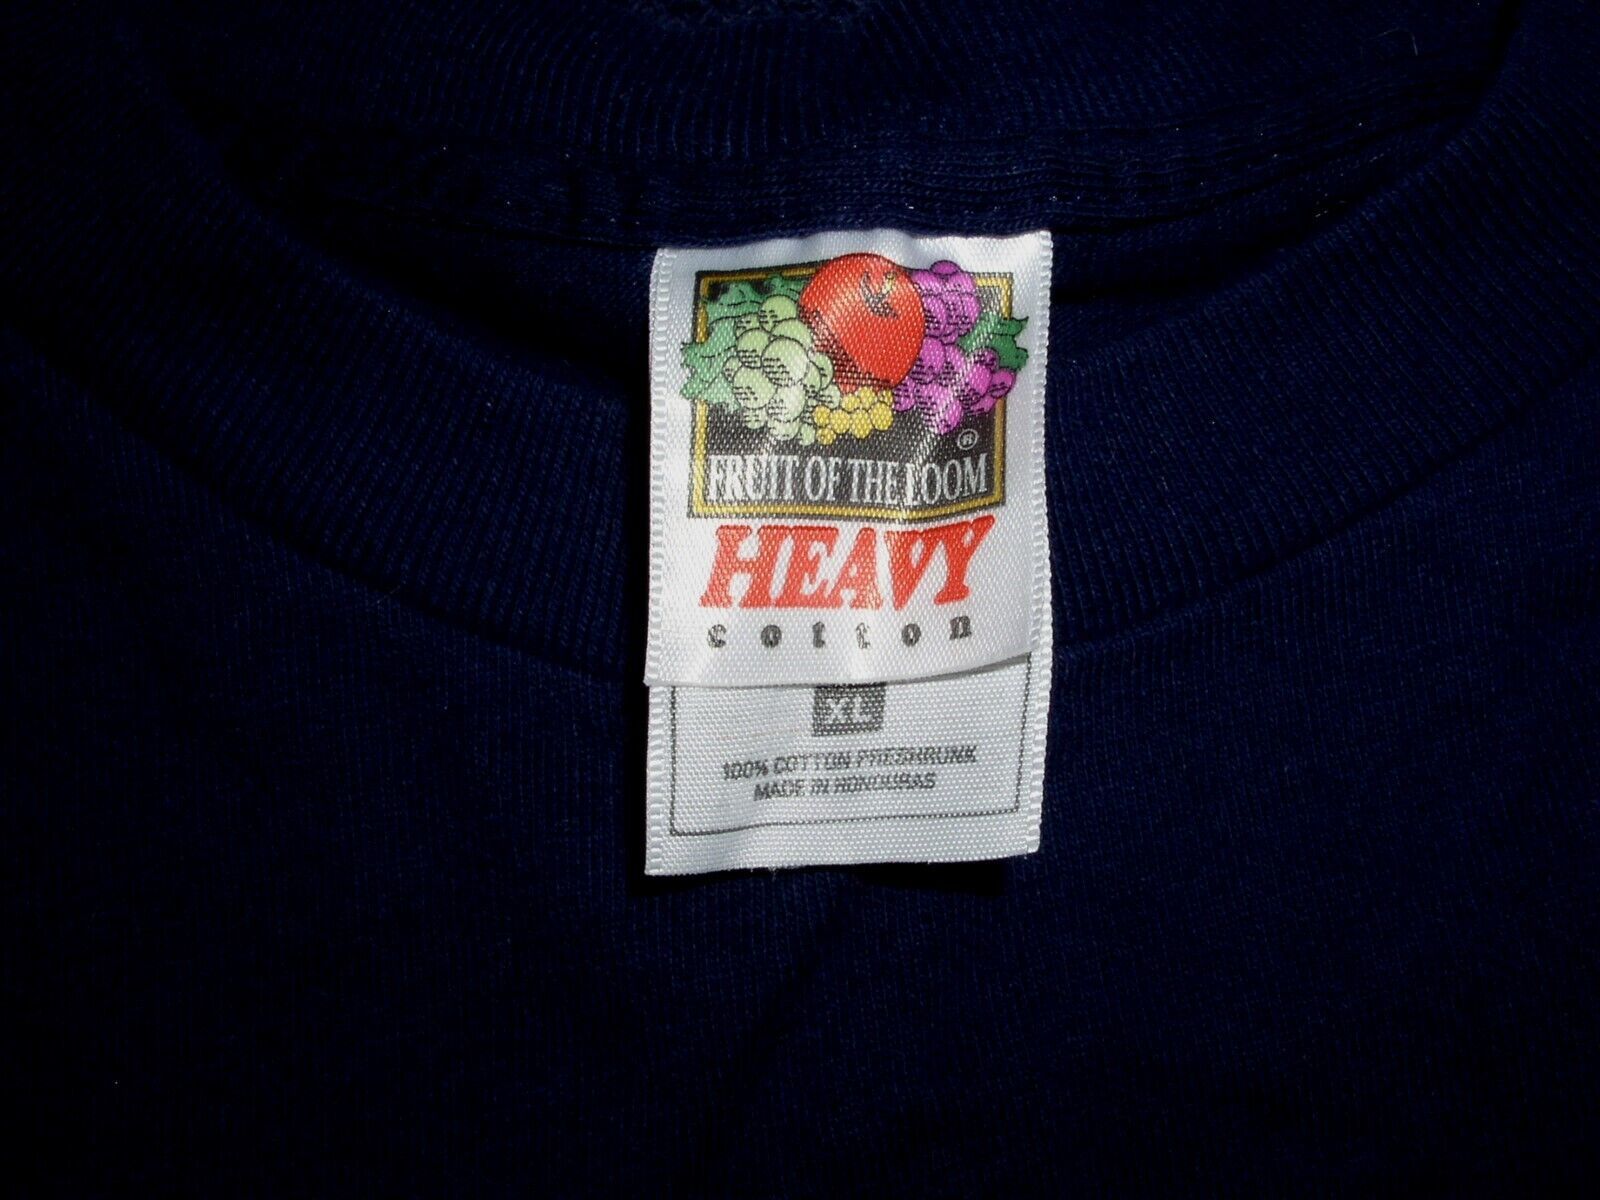 ®
FRUIT OF THE LOOM
HEAVY
cotton
XL
100% COTTON PRESHRUNK
MADE IN HONDURAS